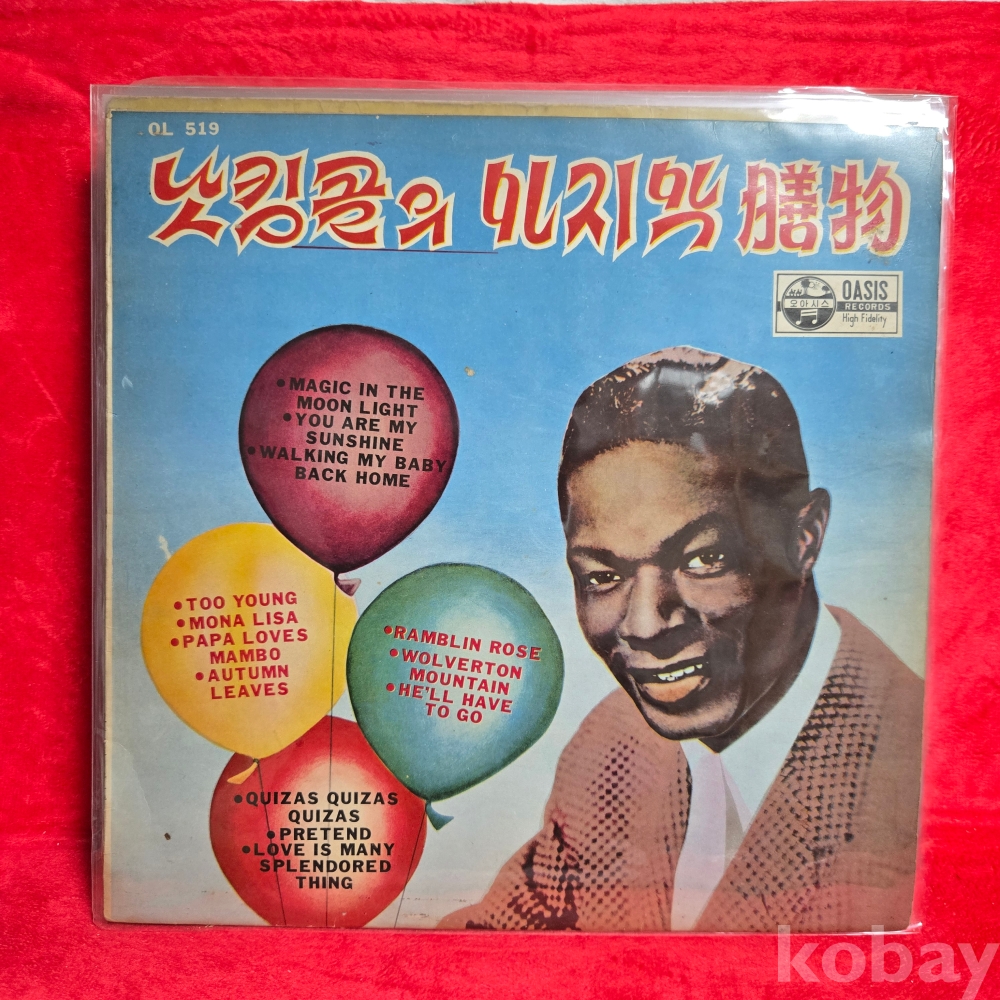 OL 519
낫킹콜의 마지막 膳物
오아시스
OASIS
RECORDS
High Fidelity
•MAGIC IN THE
MOON LIGHT
•YOU ARE MY
SUNSHINE
•WALKING MY BABY
BACK HOME
•TOO YOUNG
•MONA LISA
•PAPA LOVES
MAMBO
•AUTUMN
LEAVES
•RAMBLIN ROSE
•WOLVERTON
MOUNTAIN
•HE'LL HAVE
TO GO
•QUIZAS QUIZAS
QUIZAS
•PRETEND
•LOVE IS MANY
SPLENDORED
THING
kobay